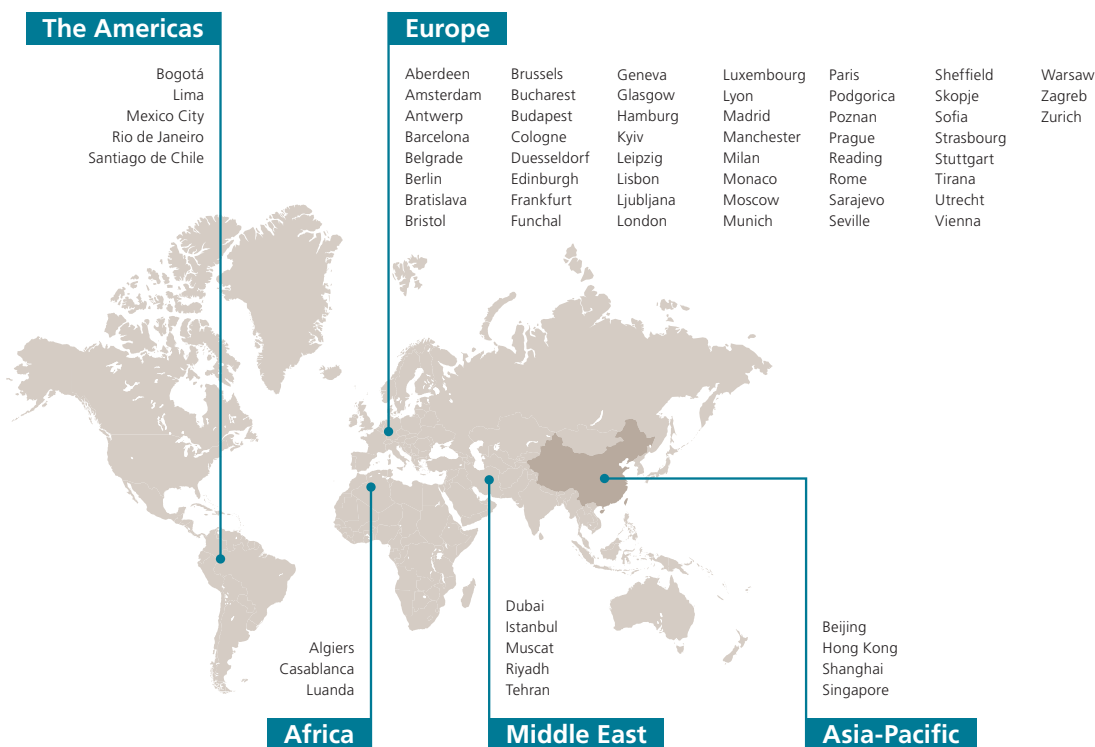 The Americas
Bogotá
Lima
Mexico City
Rio de Janeiro
Santiago de Chile
Europe
Aberdeen
Amsterdam
Antwerp
Barcelona
Belgrade
Berlin
Bratislava
Bristol
Brussels
Bucharest
Budapest
Cologne
Duesseldorf
Edinburgh
Frankfurt
Funchal
Geneva
Glasgow
Hamburg
Kyiv
Leipzig
Lisbon
Ljubljana
London
Luxembourg
Lyon
Madrid
Manchester
Milan
Monaco
Moscow
Munich
Paris
Podgorica
Poznan
Prague
Reading
Rome
Sarajevo
Seville
Sheffield
Skopje
Sofia
Strasbourg
Stuttgart
Tirana
Utrecht
Vienna
Warsaw
Zagreb
Zurich
Algiers
Casablanca
Luanda
Africa
Dubai
Istanbul
Muscat
Riyadh
Tehran
Middle East
Beijing
Hong Kong
Shanghai
Singapore
Asia-Pacific